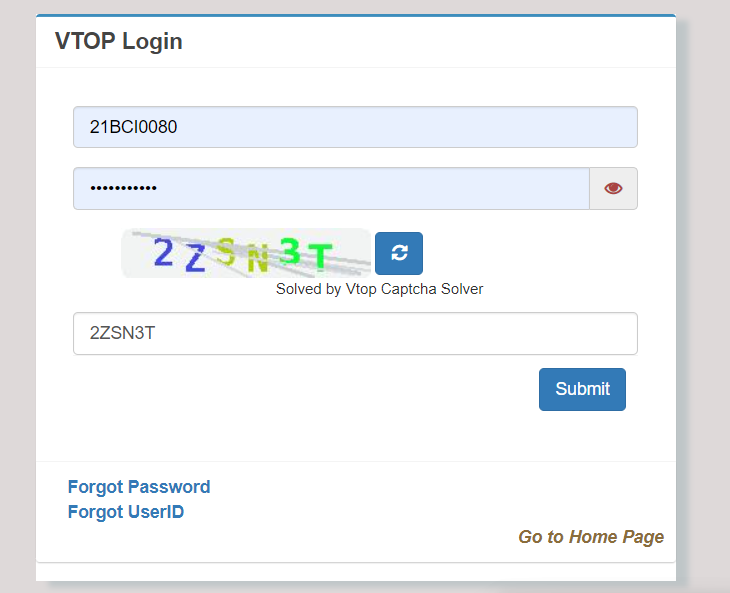 VTOP Login
21BCI0080
•••••••••••
2ZSN3T
Solved by Vtop Captcha Solver
2ZSN3T
Submit
Forgot Password
Forgot UserID
Go to Home Page